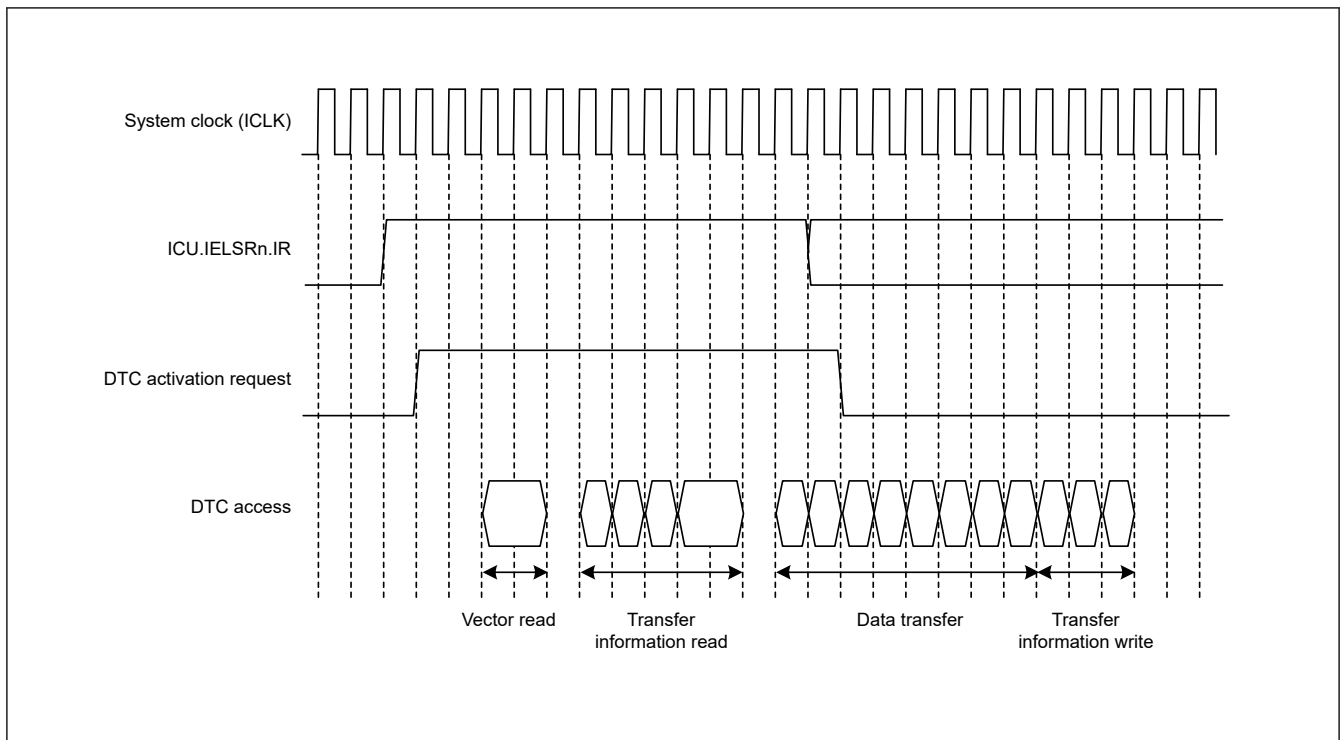 System clock (ICLK)
ICU.IELSRn.IR
DTC activation request
DTC access
Vector read
Transfer
information read
Data transfer
Transfer
information write